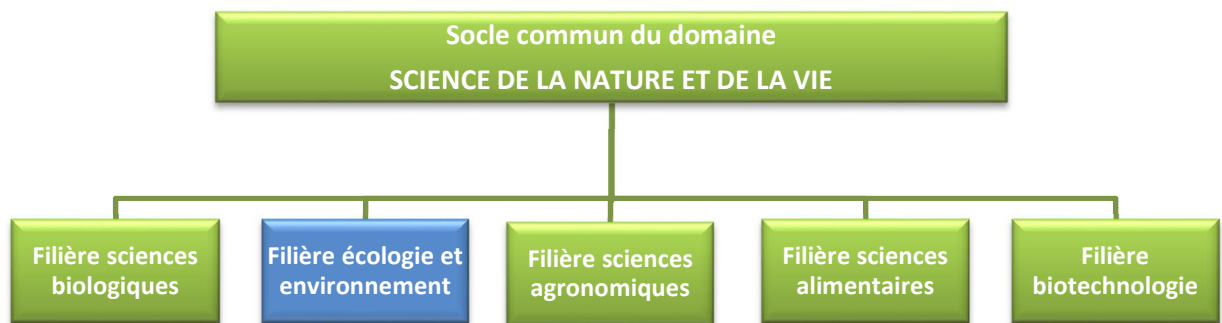 Socle commun du domaine
SCIENCE DE LA NATURE ET DE LA VIE
Filière sciences
biologiques
Filière écologie et
environnement
Filière sciences
agronomiques
Filière sciences
alimentaires
Filière
biotechnologie